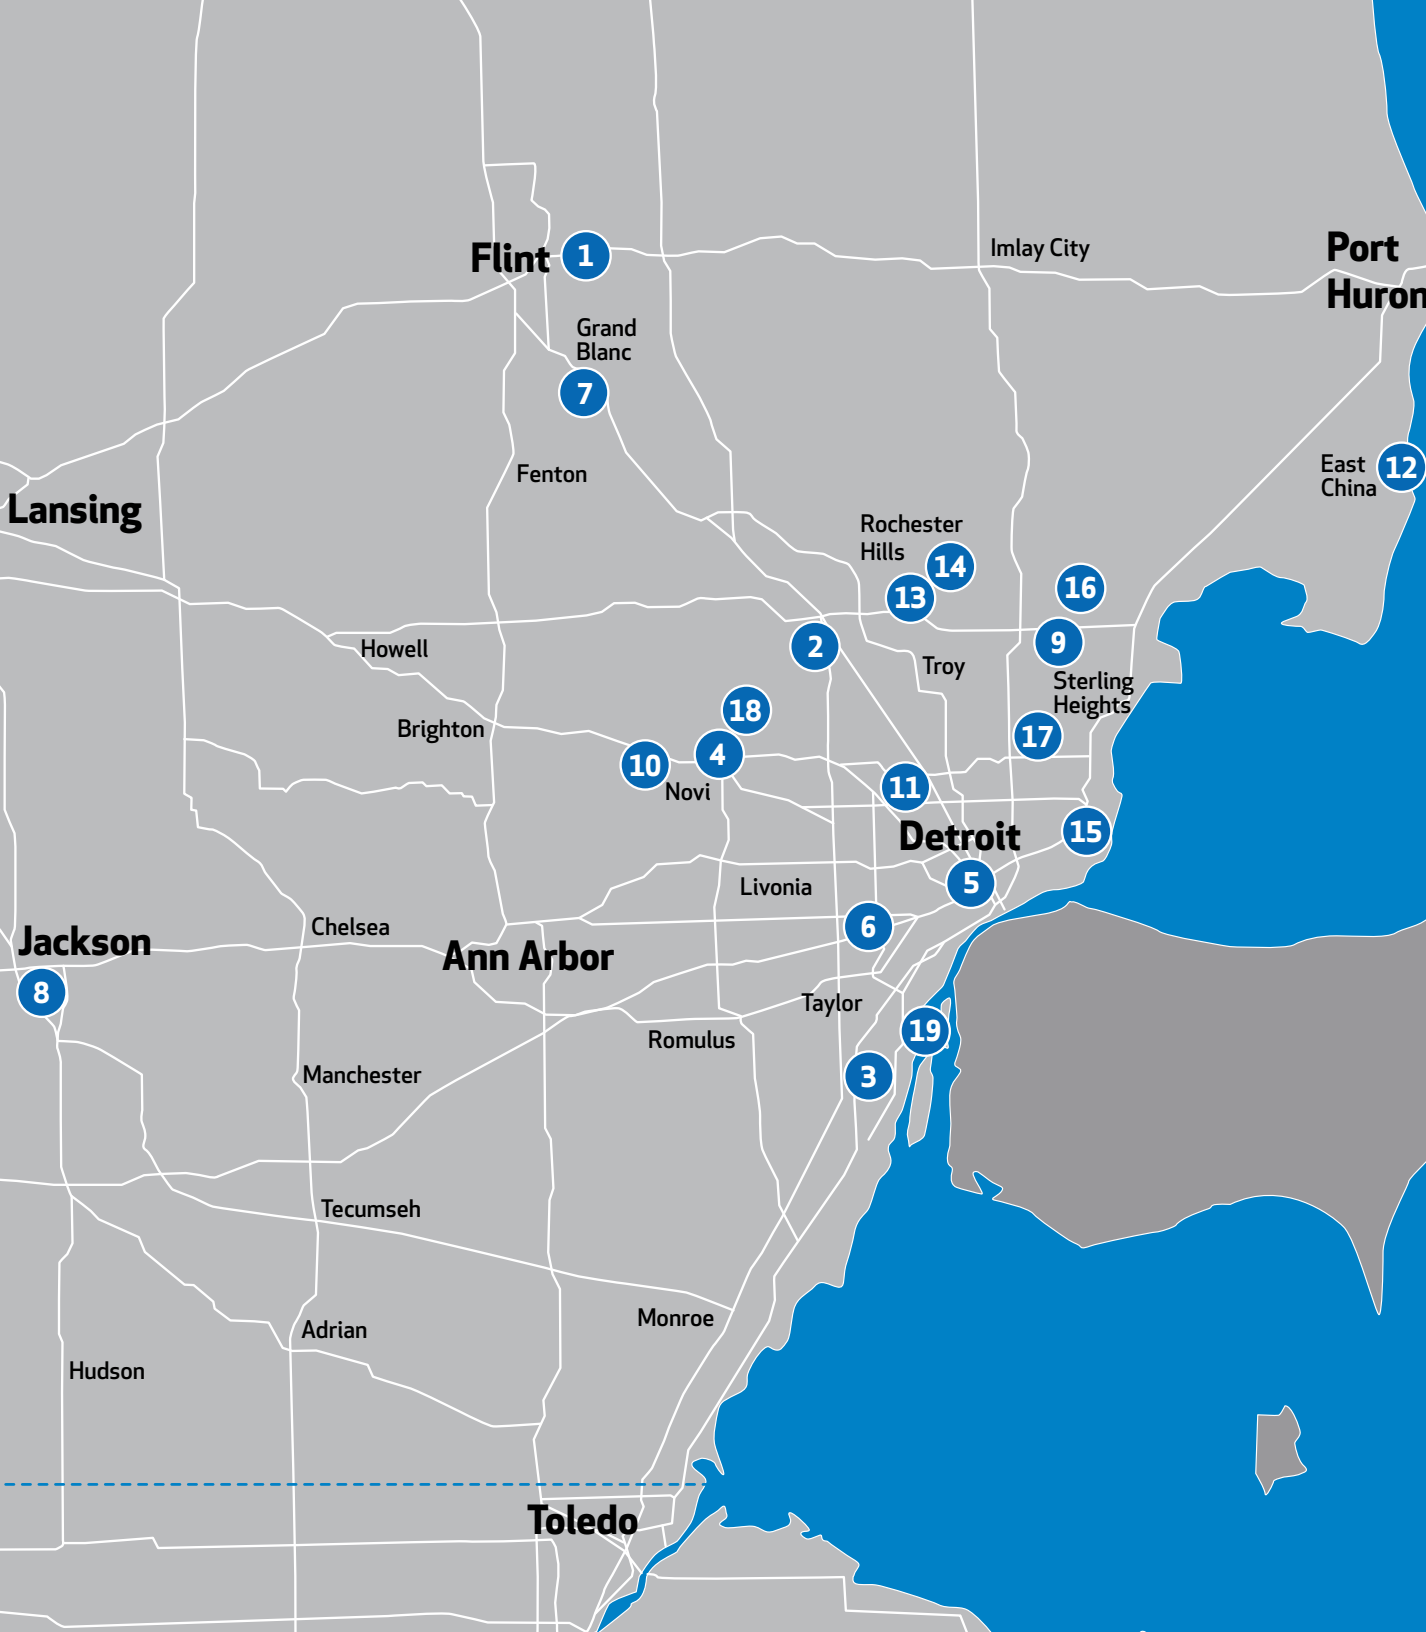 Imlay City
Port
Huron
Flint
1
Grand
Blanc
7
Fenton
East
China
12
Lansing
Rochester
Hills
14
13
16
9
2
Howell
Troy
Sterling
Heights
18
17
Brighton
4
10
Novi
11
Detroit
15
5
Livonia
6
Chelsea
Jackson
Ann Arbor
8
Taylor
19
Romulus
3
Manchester
Tecumseh
Monroe
Adrian
Hudson
Toledo